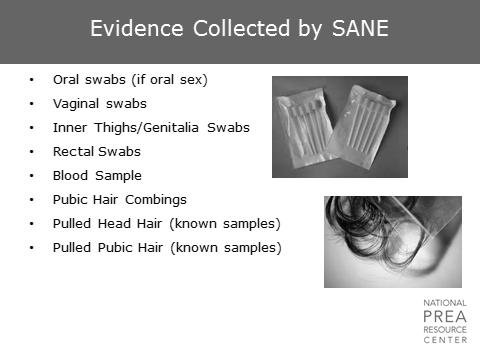 Evidence Collected by SANE
• Oral swabs (if oral sex)
• Vaginal swabs
• Inner Thighs/Genitalia Swabs
• Rectal Swabs
• Blood Sample
• Pubic Hair Combings
• Pulled Head Hair (known samples)
• Pulled Pubic Hair (known samples)
NATIONAL
PREA
RESOURCE
CENTER